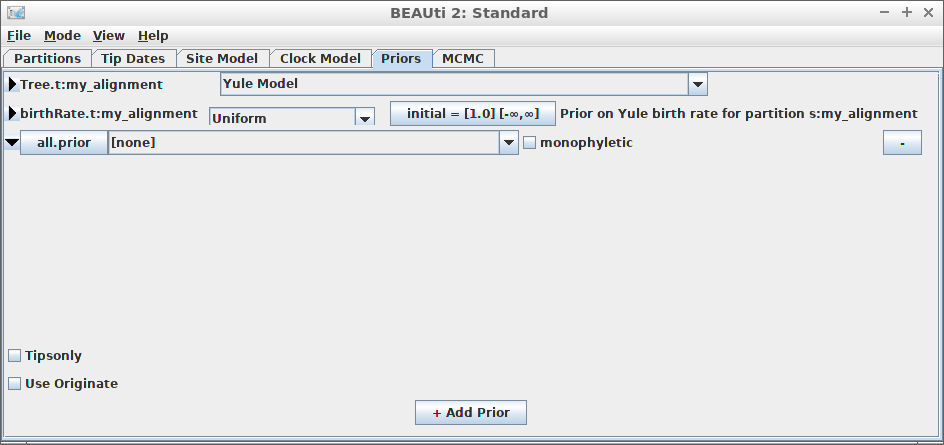 BEAUti 2: Standard
File Mode View Help
Partitions Tip Dates Site Model Clock Model Priors MCMC
Tree.t:my_alignment Yule Model
birthRate.t:my_alignment Uniform initial = [1.0] [-∞,∞] Prior on Yule birth rate for partition s:my_alignment
all.prior [none] monophyletic -
Tipsonly
Use Originate
+ Add Prior